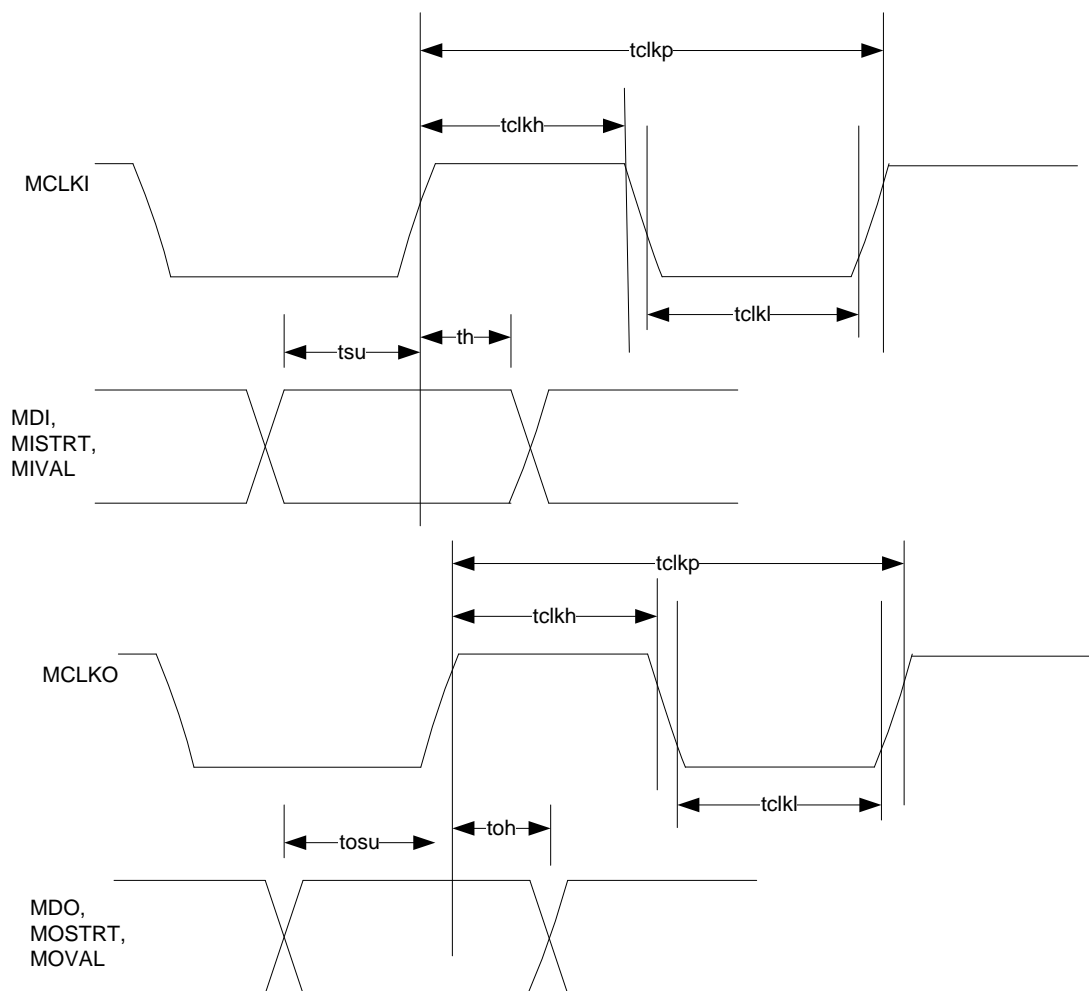 tclkp
tclkh
MCLKI
tclkl
tsu
th
MDI,
MISTRT,
MIVAL
tclkp
tclkh
MCLKO
tclkl
tosu
toh
MDO,
MOSTRT,
MOVAL